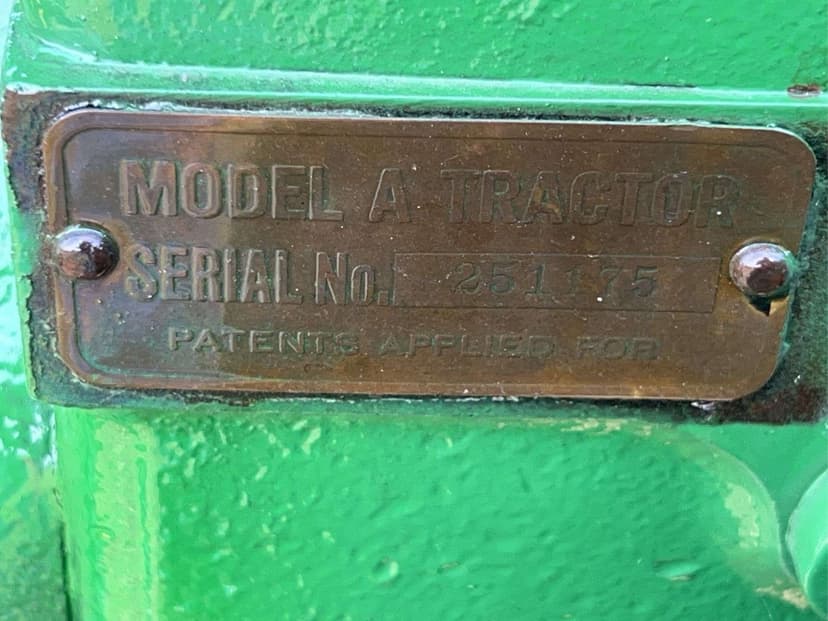 MODEL A TRACTOR
SERIAL No. 251175
PATENTS APPLIED FOR